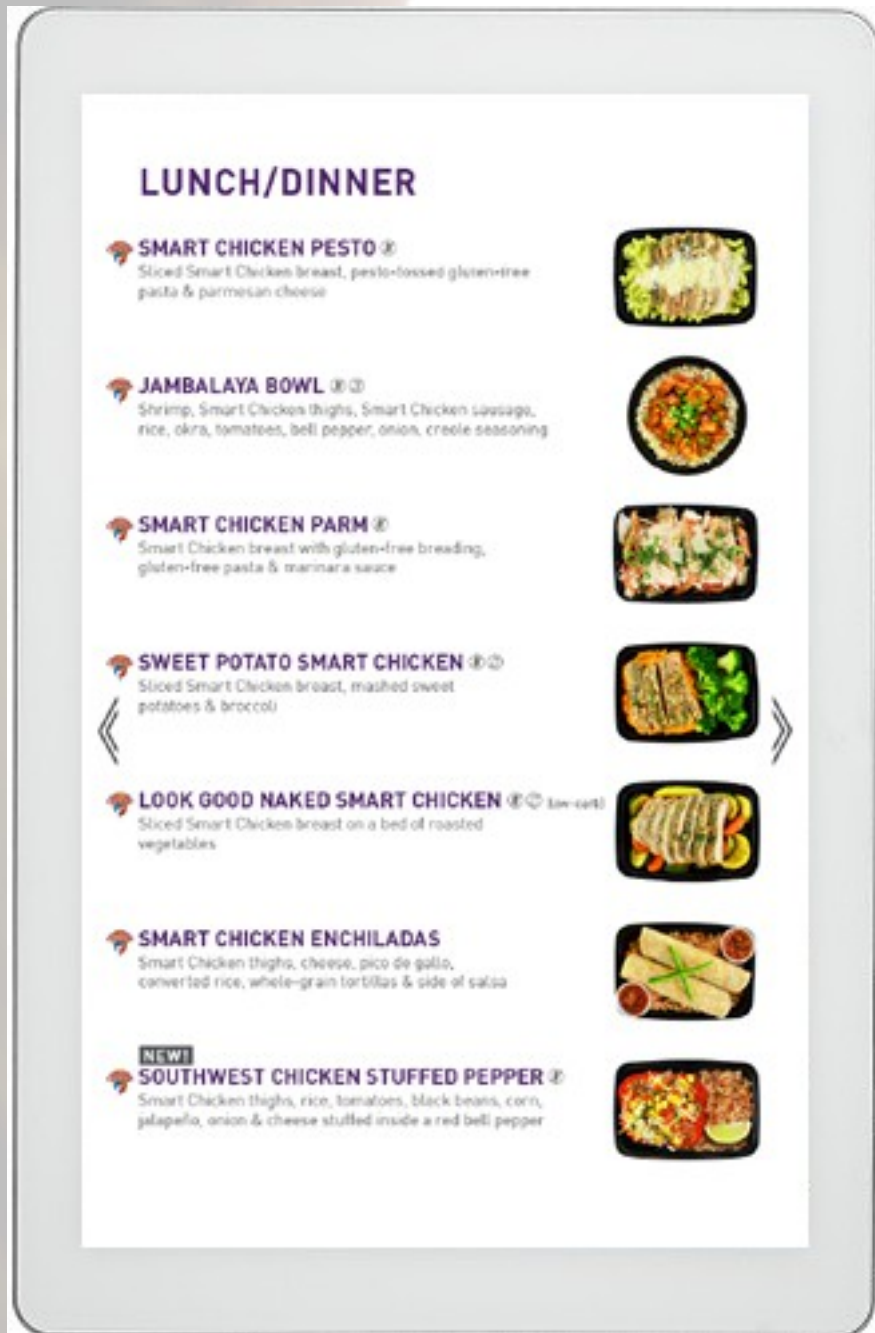 LUNCH/DINNER
SMART CHICKEN PESTO
Sliced Smart Chicken breast, pesto-tossed gluten-free
pasta & parmesan cheese
JAMBALAYA BOWL
Shrimp, Smart Chicken thighs, Smart Chicken sausage,
rice, okra, tomatoes, bell pepper, onion, creole seasoning
SMART CHICKEN PARM
Smart Chicken breast with gluten-free breading,
gluten-free pasta & marinara sauce
SWEET POTATO SMART CHICKEN
Sliced Smart Chicken breast, mashed sweet
potatoes & broccoli
LOOK GOOD NAKED SMART CHICKEN (low-carb)
Sliced Smart Chicken breast on a bed of roasted
vegetables
SMART CHICKEN ENCHILADAS
Smart Chicken thighs, cheese, pico de gallo,
converted rice, whole-grain tortillas & side of salsa
NEW!
SOUTHWEST CHICKEN STUFFED PEPPER
Smart Chicken thighs, rice, tomatoes, black beans, corn,
jalapeño, onion & cheese stuffed inside a red bell pepper